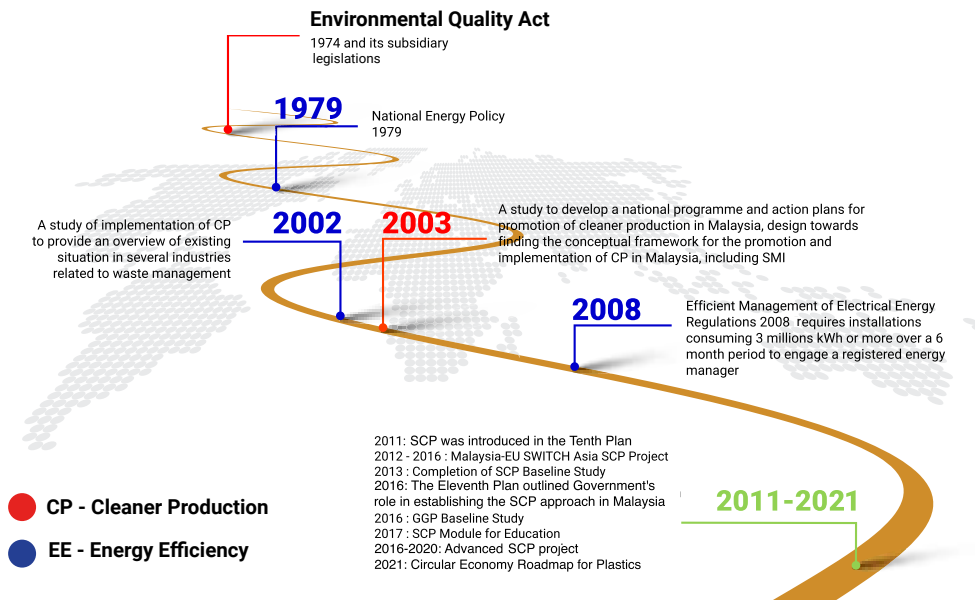 Environmental Quality Act
1974 and its subsidiary
legislations
1979
National Energy Policy
1979
A study of implementation of CP
to provide an overview of existing
situation in several industries
related to waste management
2002
2003
A study to develop a national programme and action plans for
promotion of cleaner production in Malaysia, design towards
finding the conceptual framework for the promotion and
implementation of CP in Malaysia, including SMI
2008
Efficient Management of Electrical Energy
Regulations 2008 requires installations
consuming 3 millions kWh or more over a 6
month period to engage a registered energy
manager
2011: SCP was introduced in the Tenth Plan
2012 - 2016 : Malaysia-EU SWITCH Asia SCP Project
2013 : Completion of SCP Baseline Study
2016: The Eleventh Plan outlined Government's
role in establishing the SCP approach in Malaysia
2016 : GGP Baseline Study
2017 : SCP Module for Education
2016-2020: Advanced SCP project
2021: Circular Economy Roadmap for Plastics
2011-2021
CP - Cleaner Production
EE - Energy Efficiency